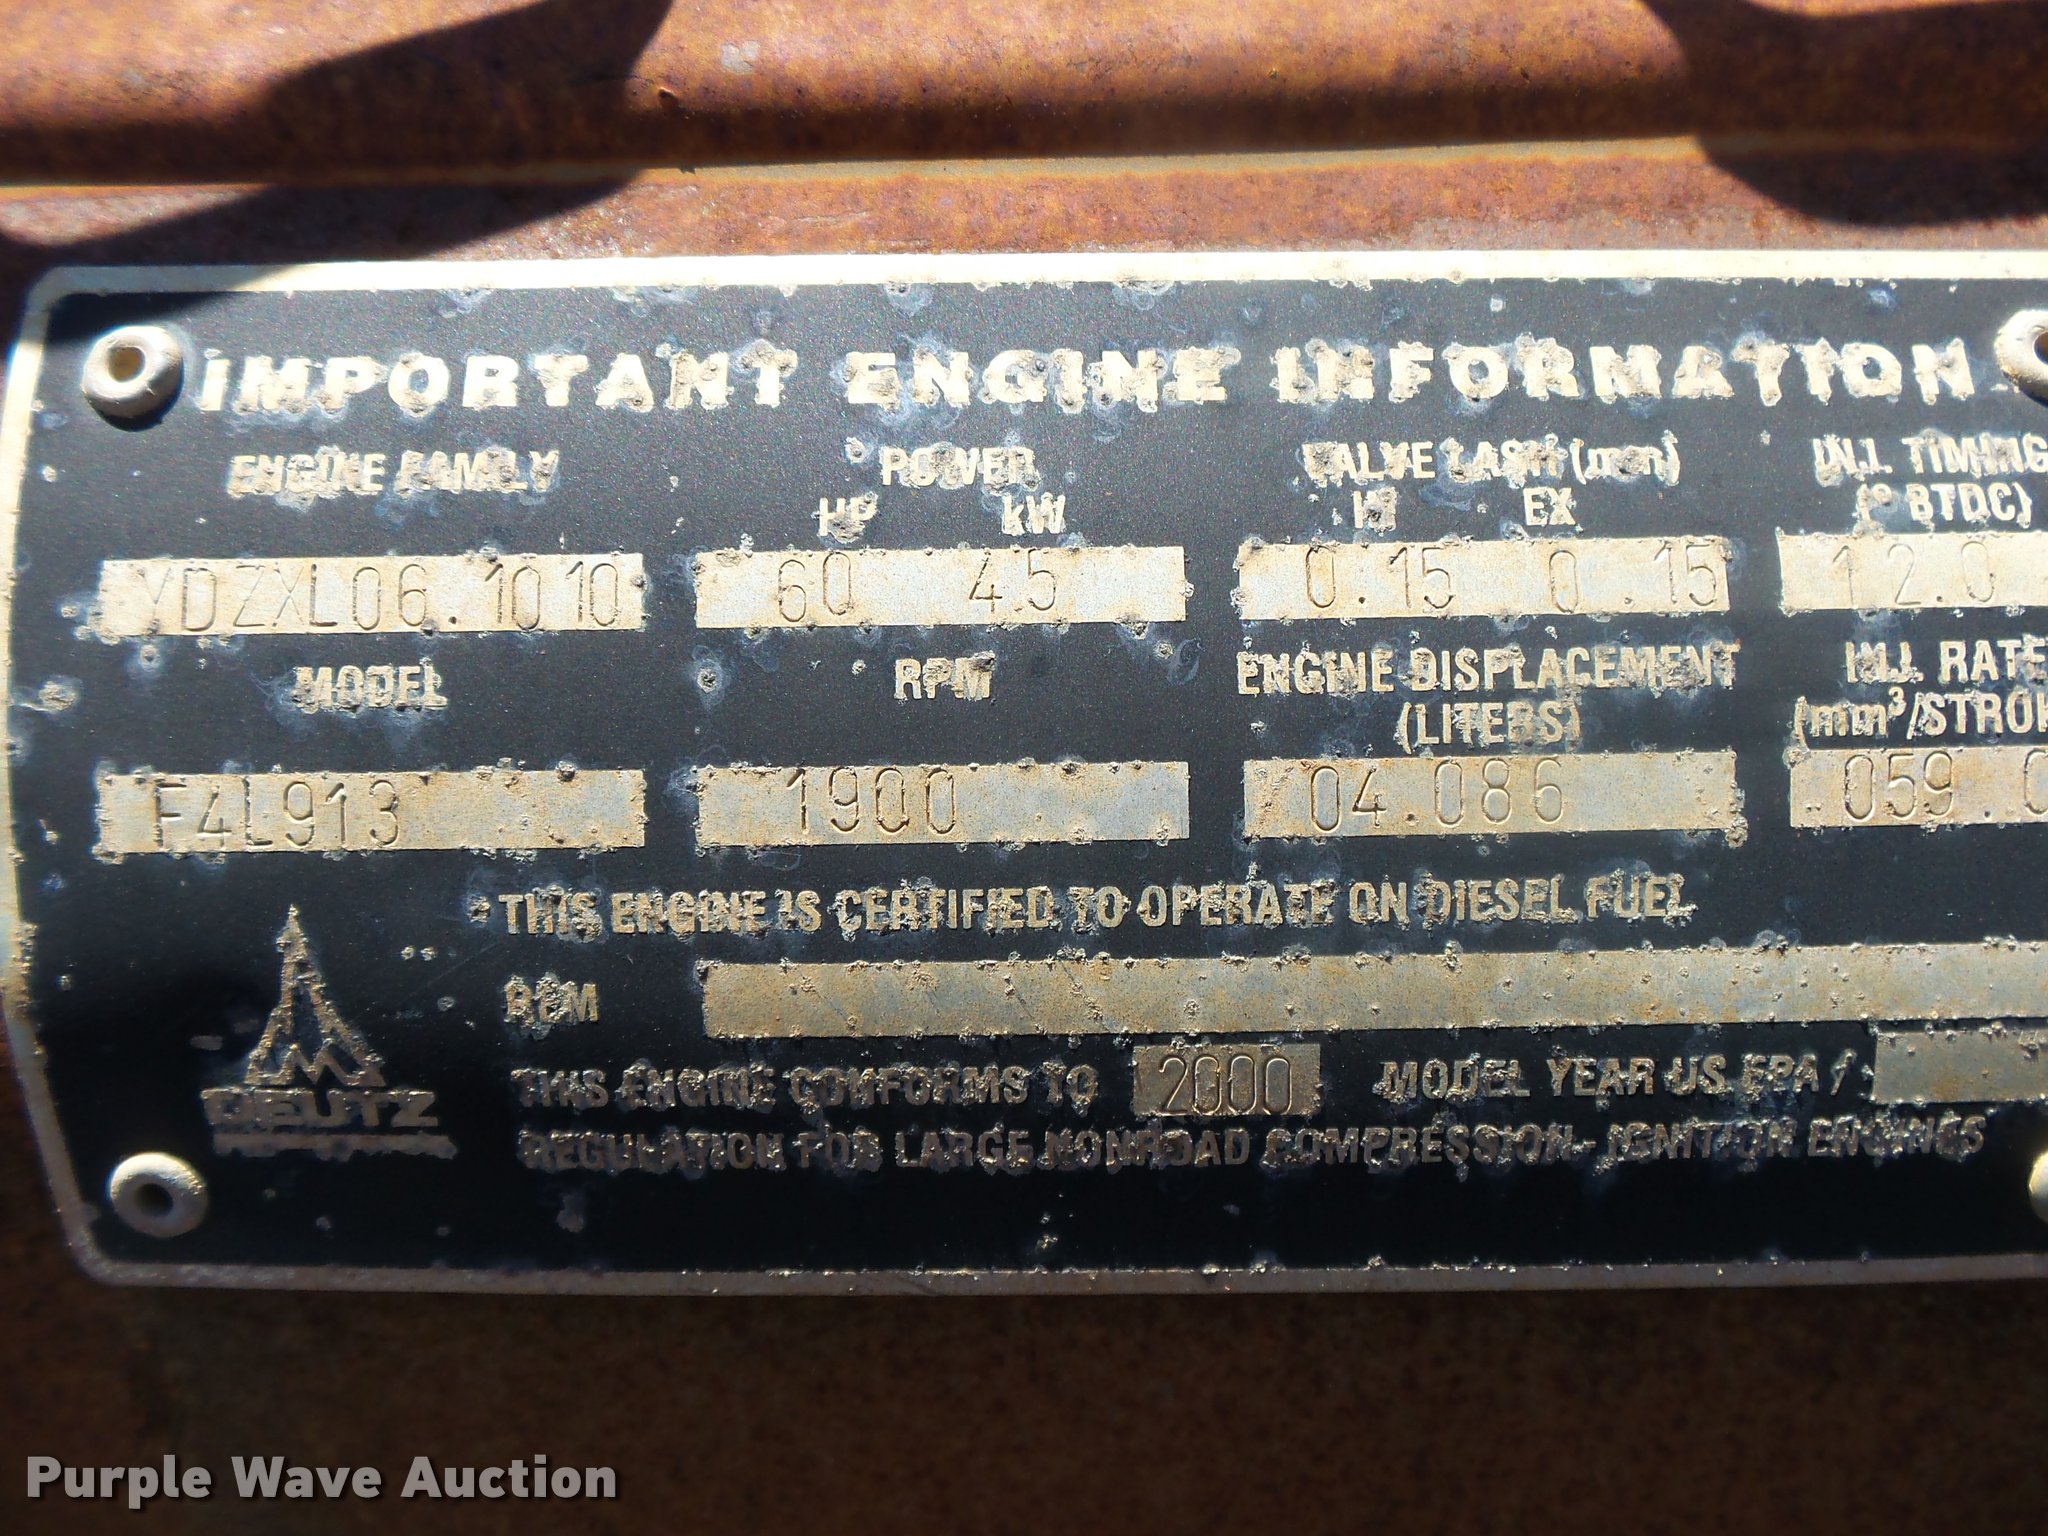 IMPORTANT ENGINE INFORMATION
ENGINE FAMILY POWER VALVE LASH (mm) INJ. TIMING
HP kW IN EX (° BTDC)
YDZXL06.1010 60 45 0.15 0.15 12.0
MODEL RPM ENGINE DISPLACEMENT INJ. RATE
(LITERS) (mm³/STROK
F4L913 1900 04.086 059.0
THIS ENGINE IS CERTIFIED TO OPERATE ON DIESEL FUEL
RPM
THIS ENGINE CONFORMS TO 2000 MODEL YEAR US EPA /
DEUTZ
REGULATION FOR LARGE NONROAD COMPRESSION - IGNITION ENGINES
Purple Wave Auction